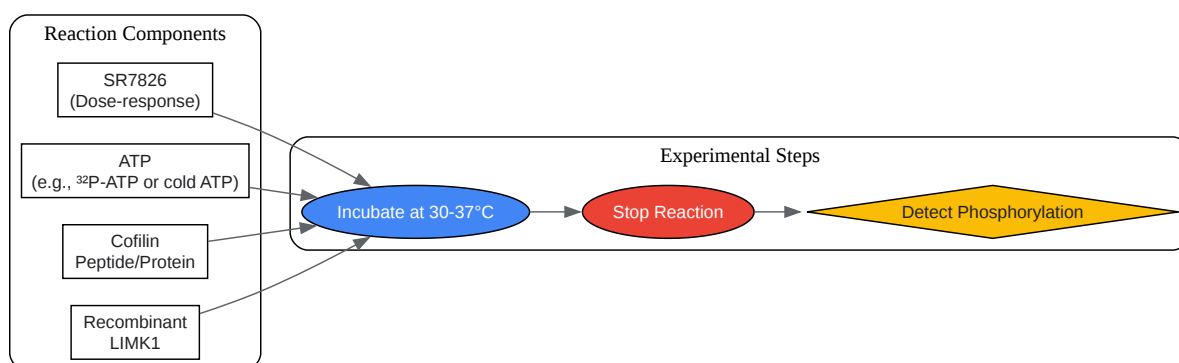 Reaction Components
SR7826
(Dose-response)
ATP
(e.g., ³²P-ATP or cold ATP)
Cofilin
Peptide/Protein
Recombinant
LIMK1
Experimental Steps
Incubate at 30-37°C
Stop Reaction
Detect Phosphorylation